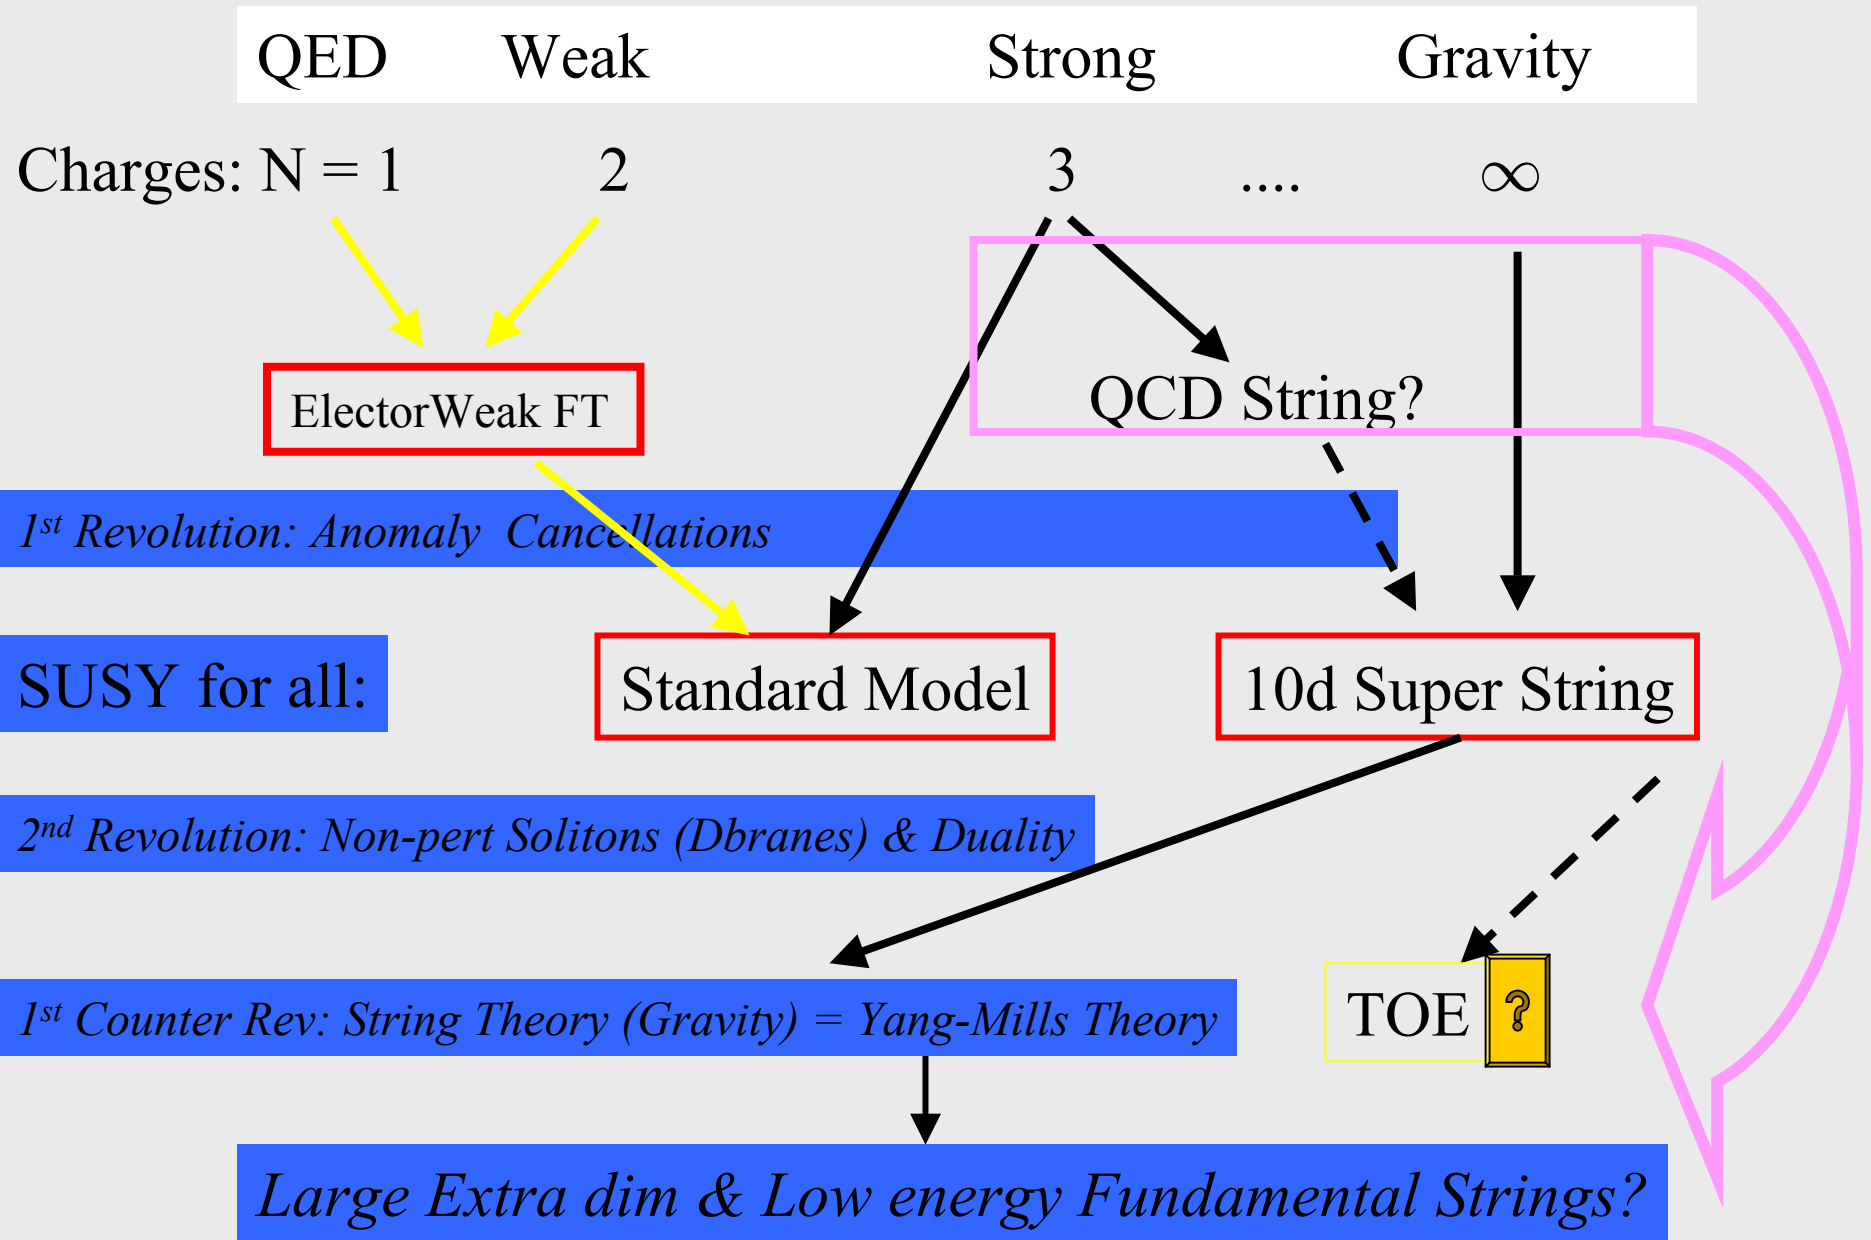 QED Weak Strong Gravity
Charges: N = 1 2 3 .... ∞
QCD String?
ElectorWeak FT
1st Revolution: Anomaly Cancellations
SUSY for all: Standard Model 10d Super String
2nd Revolution: Non-pert Solitons (Dbranes) & Duality
1st Counter Rev: String Theory (Gravity) = Yang-Mills Theory TOE ?
Large Extra dim & Low energy Fundamental Strings?